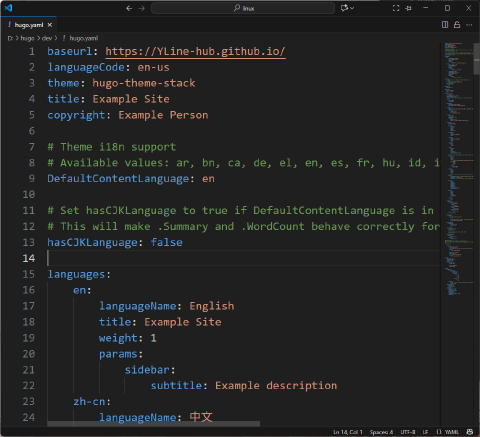 linux
hugo.yaml
D: > hugo > dev > hugo.yaml
1 baseurl: https://YLine-hub.github.io/
2 languageCode: en-us
3 theme: hugo-theme-stack
4 title: Example Site
5 copyright: Example Person
6
7 # Theme i18n support
8 # Available values: ar, bn, ca, de, el, en, es, fr, hu, id, i
9 DefaultContentLanguage: en
10
11 # Set hasCJKLanguage to true if DefaultContentLanguage is in
12 # This will make .Summary and .WordCount behave correctly for
13 hasCJKLanguage: false
14
15 languages:
16 en:
17 languageName: English
18 title: Example Site
19 weight: 1
20 params:
21 sidebar:
22 subtitle: Example description
23 zh-cn:
24 languageName: 中文
Ln 14, Col 1 Spaces: 4 UTF-8 LF {} YAML